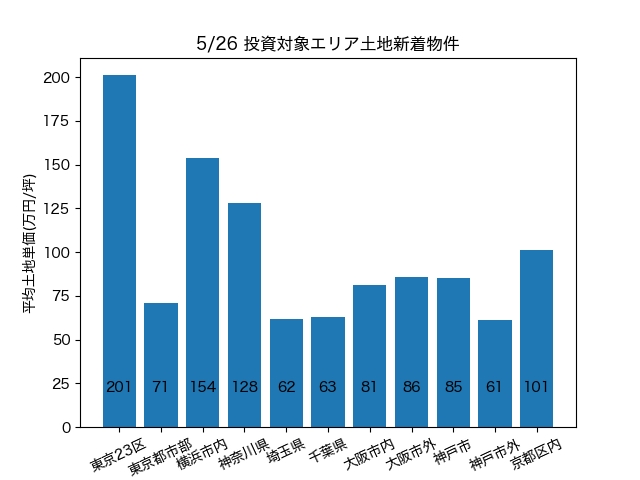 5/26 投資対象エリア土地新着物件
平均土地単価(万円/坪)
200
175
150
125
100
75
50
25
0
201 71 154 128 62 63 81 86 85 61 101
東京23区 東京都市部 横浜市内 神奈川県 埼玉県 千葉県 大阪市内 大阪市外 神戸市 神戸市外 京都区内